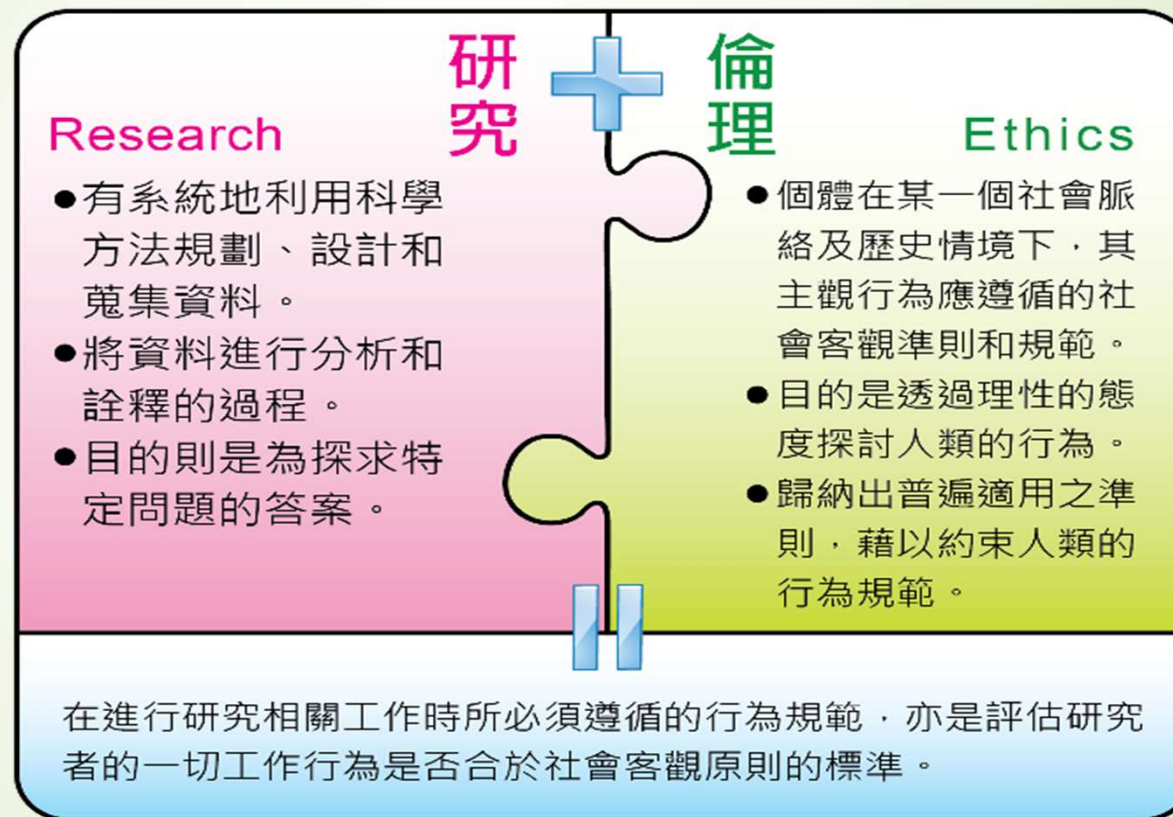 研究
Research
●有系統地利用科學
方法規劃、設計和
蒐集資料。
●將資料進行分析和
詮釋的過程。
●目的則是為探求特
定問題的答案。
倫理
Ethics
●個體在某一個社會脈
絡及歷史情境下，其
主觀行為應遵循的社
會客觀準則和規範。
●目的是透過理性的態
度探討人類的行為。
●歸納出普遍適用之準
則，藉以約束人類的
行為規範。
在進行研究相關工作時所必須遵循的行為規範，亦是評估研究
者的一切工作行為是否合於社會客觀原則的標準。